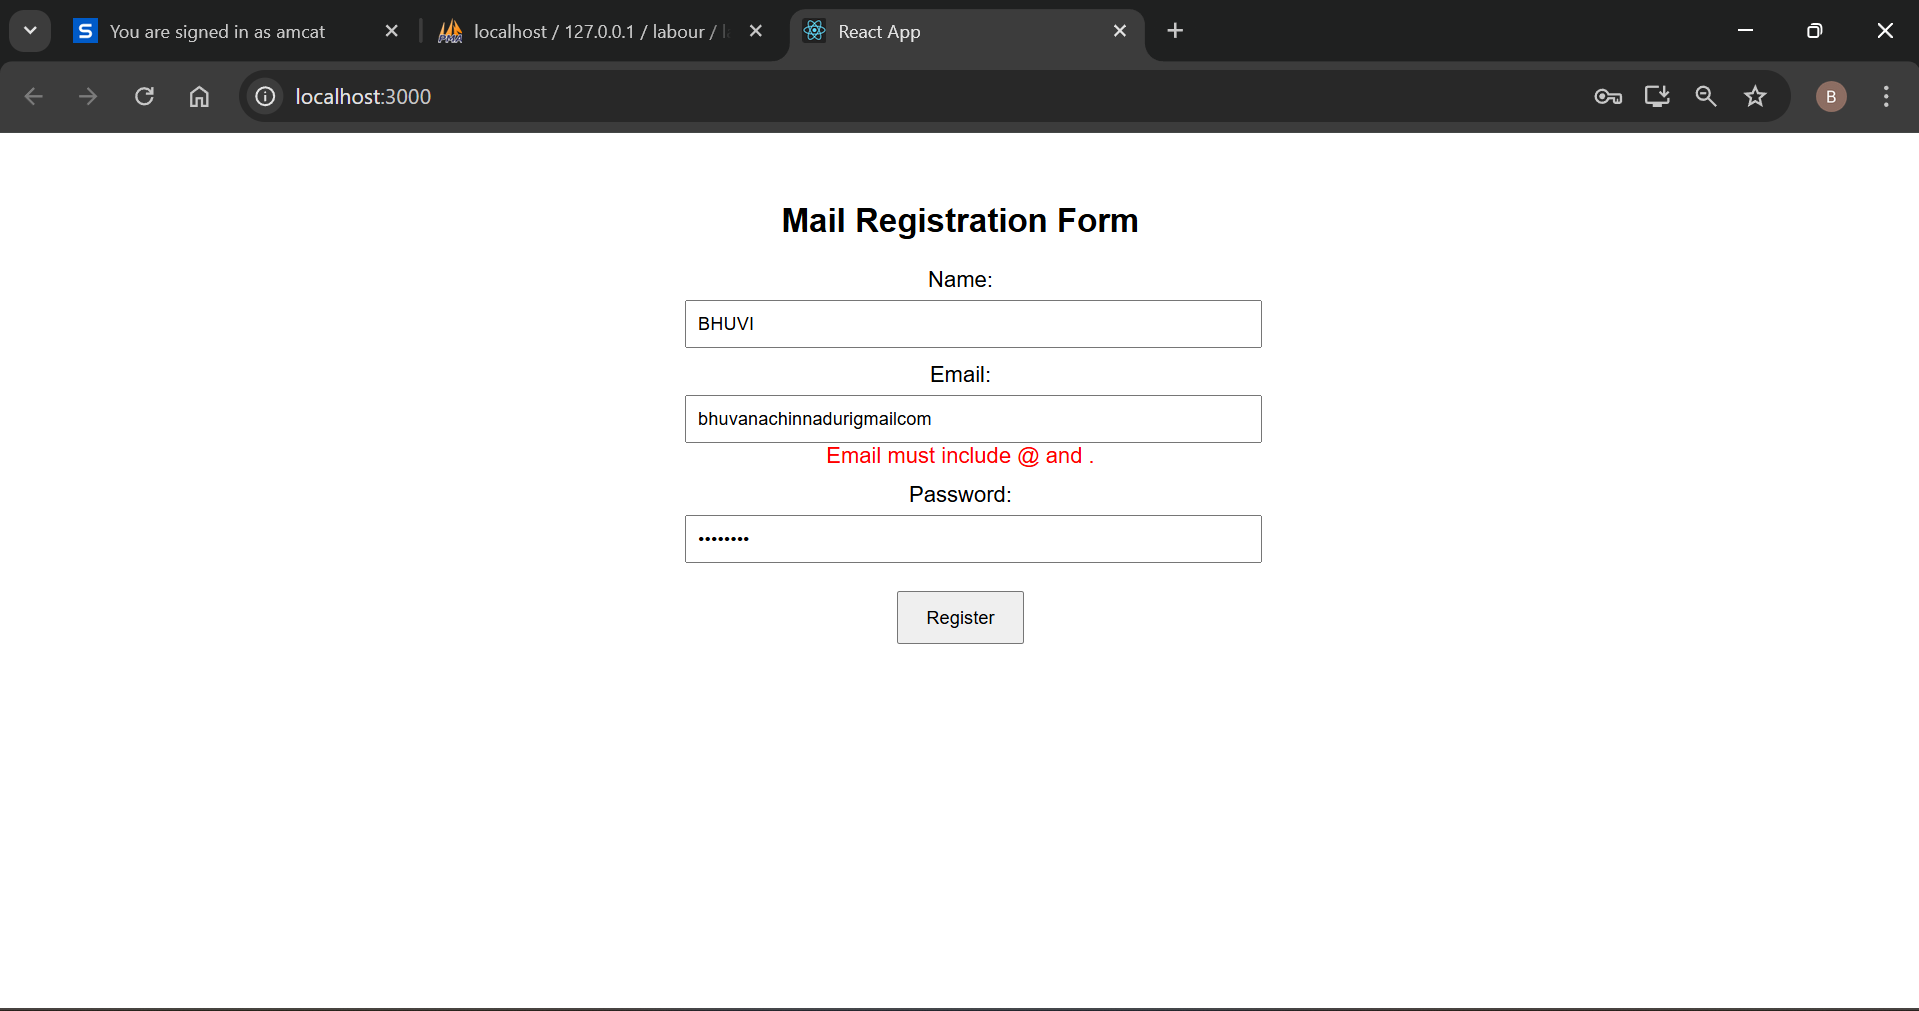 You are signed in as amcat
localhost / 127.0.0.1 / labour /
React App
localhost:3000
B
Mail Registration Form
Name:
BHUVI
Email:
bhuvanachinnadurigmailcom
Email must include @ and .
Password:
••••••••
Register